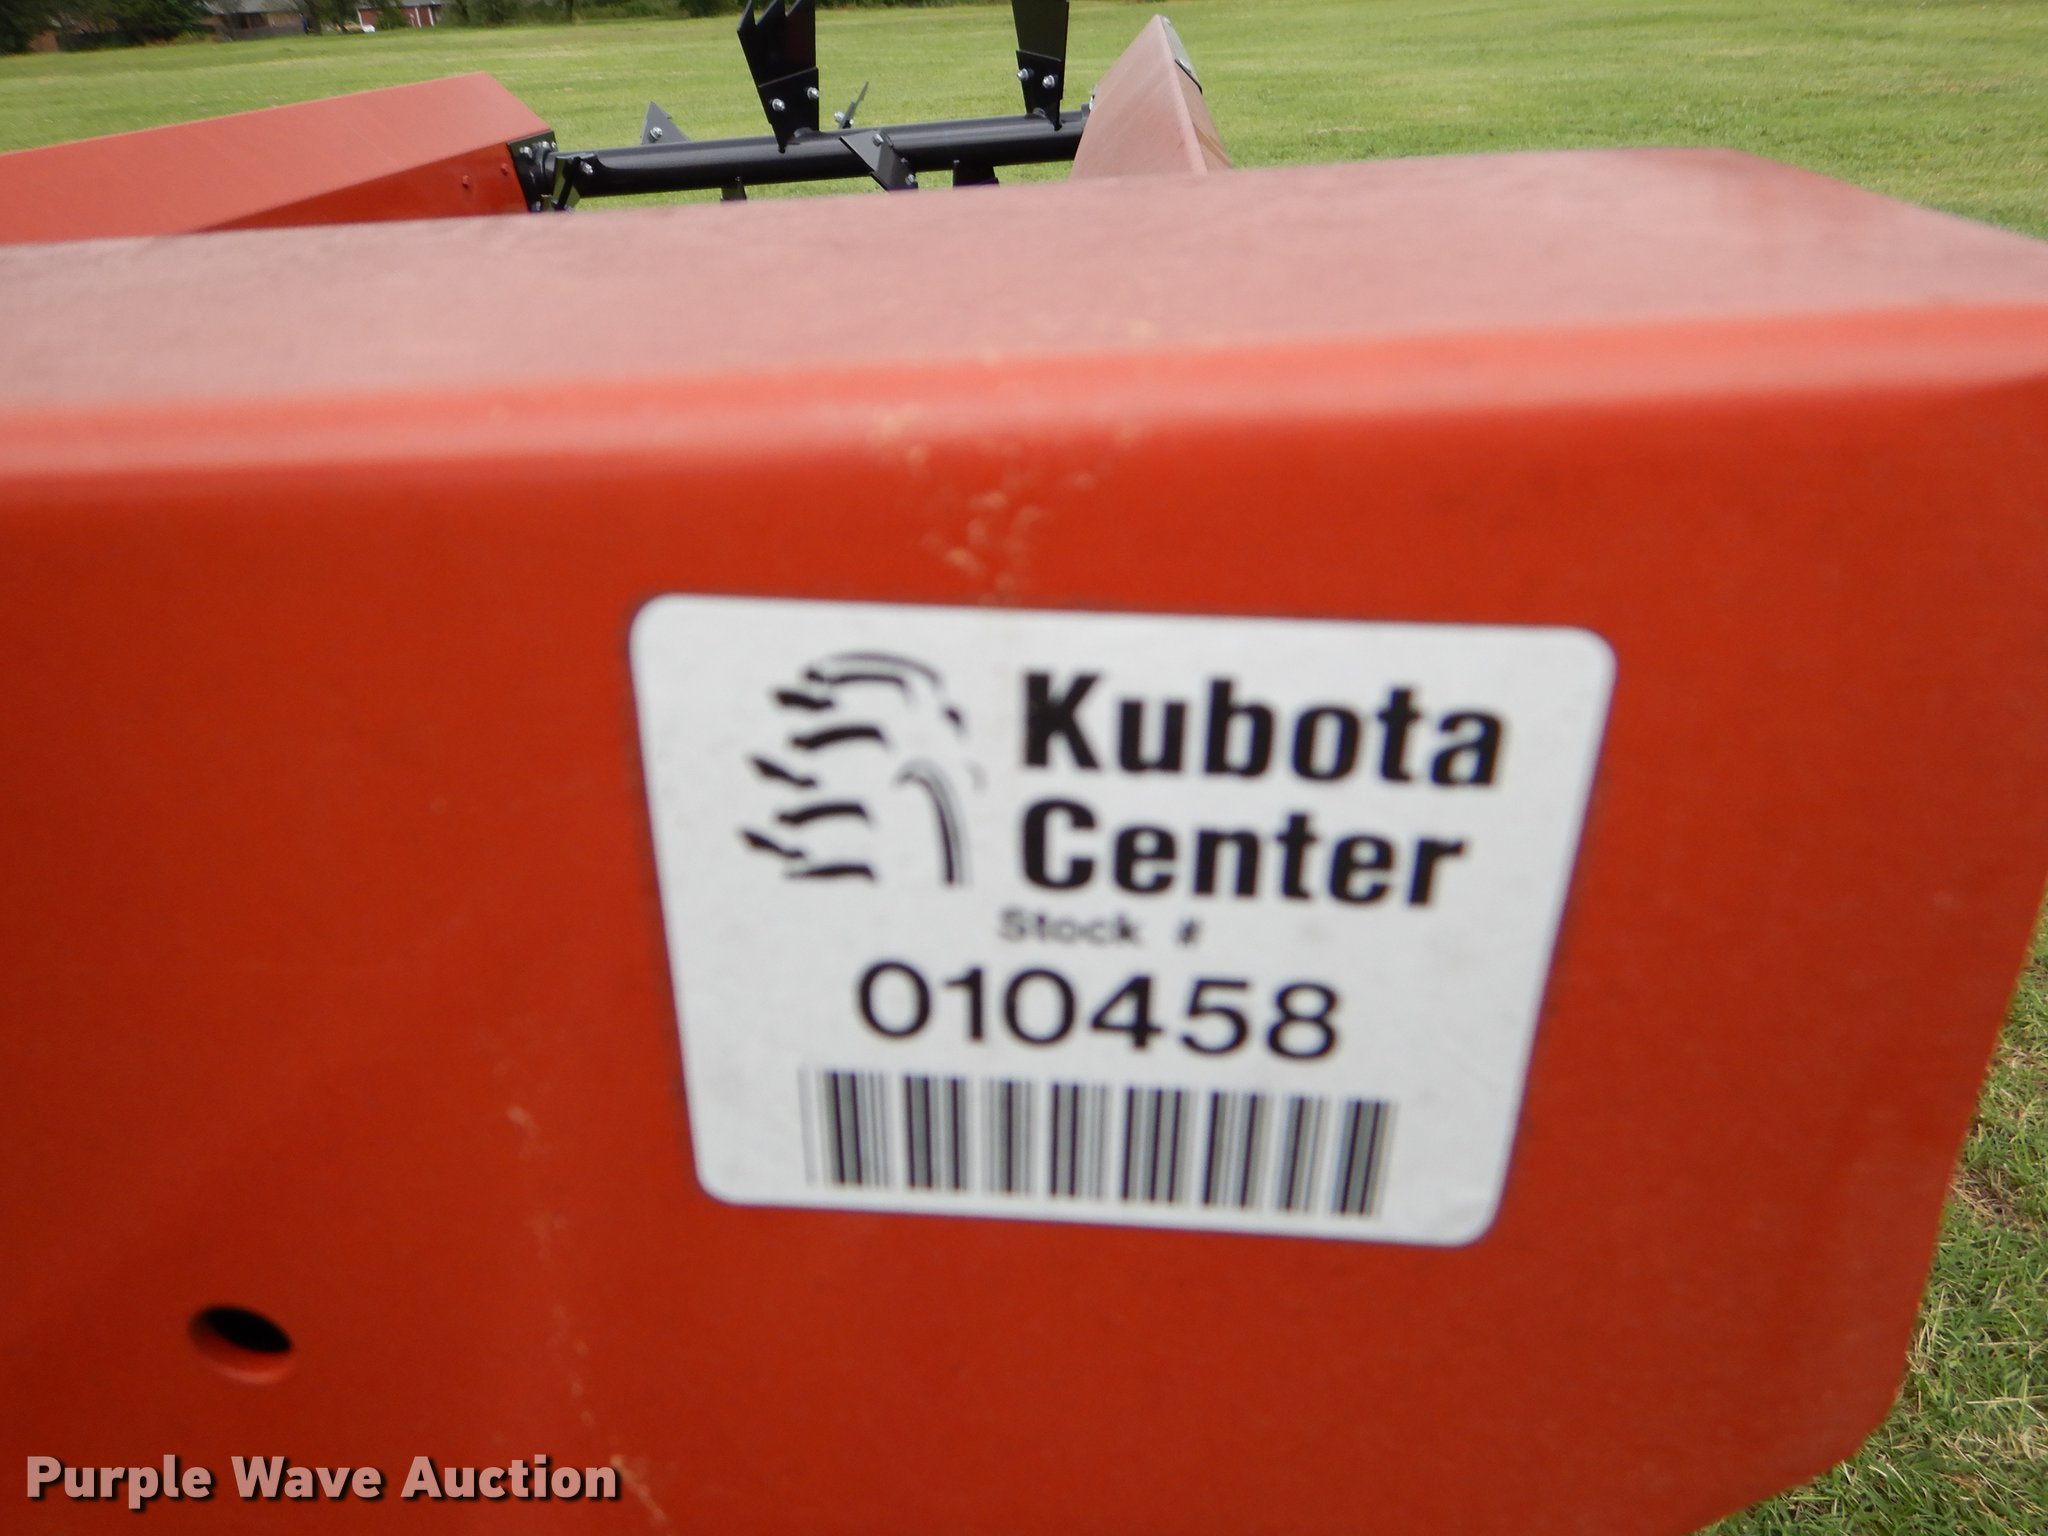 Kubota
Center
Stock #
010458
Purple Wave Auction